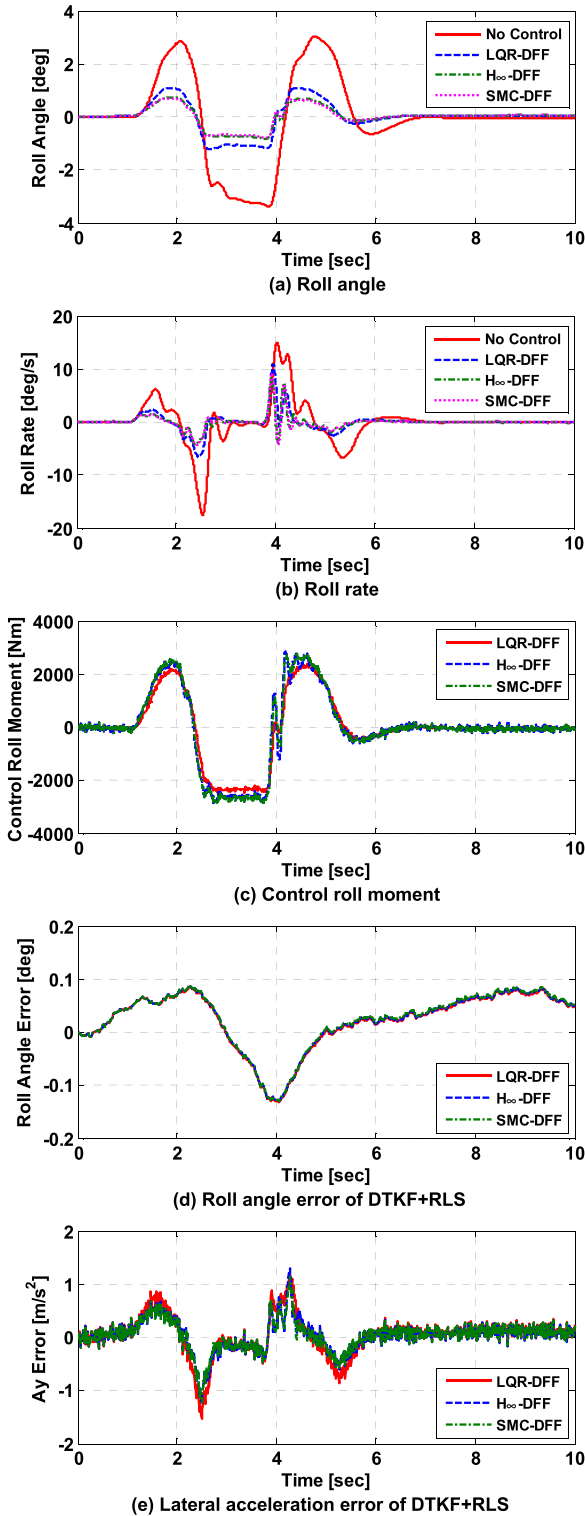 Roll Angle [deg]
4
2
0
-2
-4
No Control
LQR-DFF
H∞-DFF
SMC-DFF
0 2 4 6 8 10
Time [sec]
(a) Roll angle
Roll Rate [deg/s]
20
10
0
-10
-20
No Control
LQR-DFF
H∞-DFF
SMC-DFF
0 2 4 6 8 10
Time [sec]
(b) Roll rate
Control Roll Moment [Nm]
4000
2000
0
-2000
-4000
LQR-DFF
H∞-DFF
SMC-DFF
0 2 4 6 8 10
Time [sec]
(c) Control roll moment
Roll Angle Error [deg]
0.2
0.1
0
-0.1
-0.2
LQR-DFF
H∞-DFF
SMC-DFF
0 2 4 6 8 10
Time [sec]
(d) Roll angle error of DTKF+RLS
Ay Error [m/s²]
2
1
0
-1
-2
LQR-DFF
H∞-DFF
SMC-DFF
0 2 4 6 8 10
Time [sec]
(e) Lateral acceleration error of DTKF+RLS